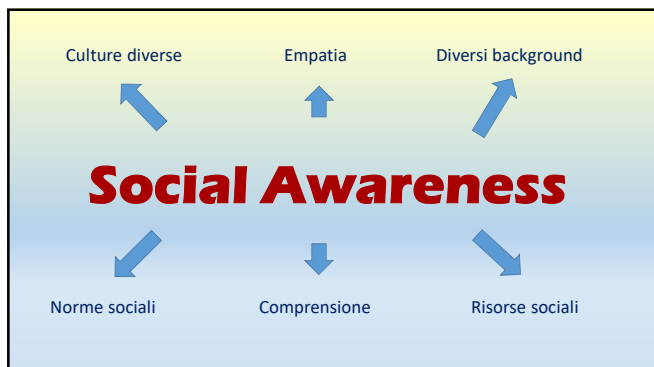 Culture diverse
Empatia
Diversi background
Social Awareness
Norme sociali
Comprensione
Risorse sociali